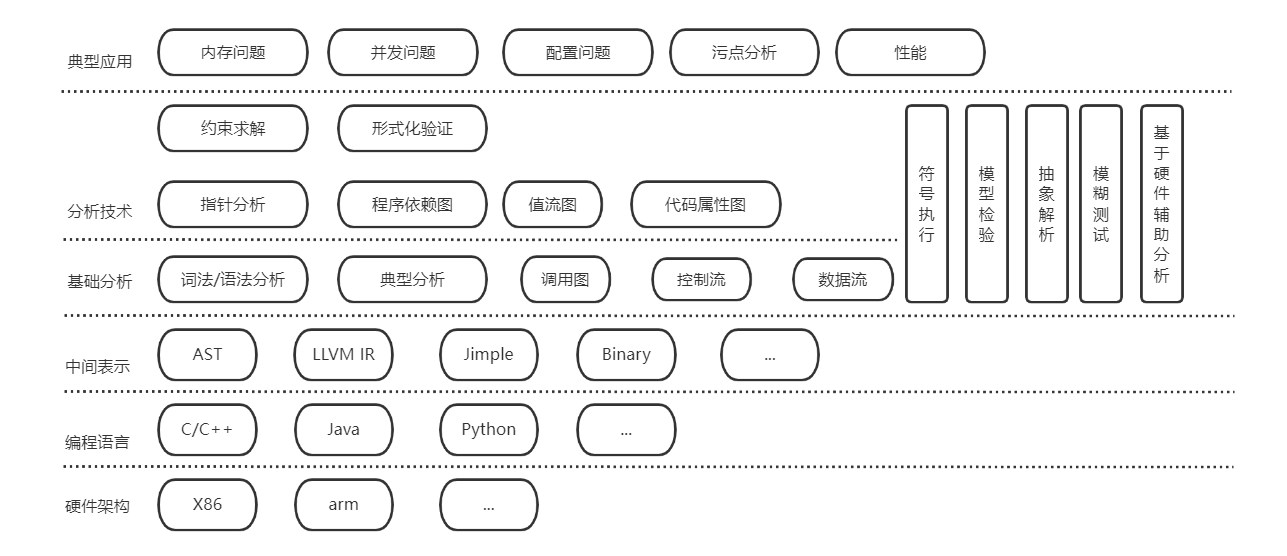 典型应用
内存问题
并发问题
配置问题
污点分析
性能
约束求解
形式化验证
分析技术
指针分析
程序依赖图
值流图
代码属性图
基础分析
词法/语法分析
典型分析
调用图
控制流
数据流
符号执行
模型检验
抽象解析
模糊测试
基于硬件辅助分析
中间表示
AST
LLVM IR
Jimple
Binary
...
编程语言
C/C++
Java
Python
...
硬件架构
X86
arm
...